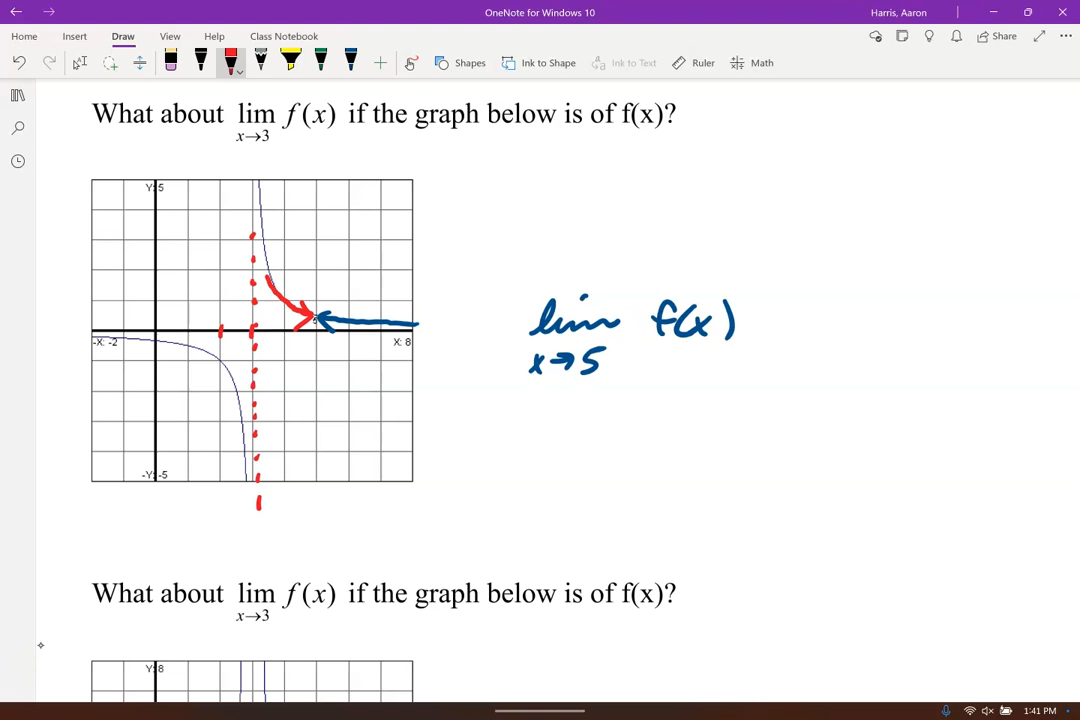 OneNote for Windows 10
Harris, Aaron
Home Insert Draw View Help Class Notebook
Share
Shapes Ink to Shape Ink to Text Ruler Math
What about lim f(x) if the graph below is of f(x)?
x→3
Y: 5
-X: -2
X: 8
-Y: -5
lim f(x)
x→5
What about lim f(x) if the graph below is of f(x)?
x→3
Y: 8
1:41 PM